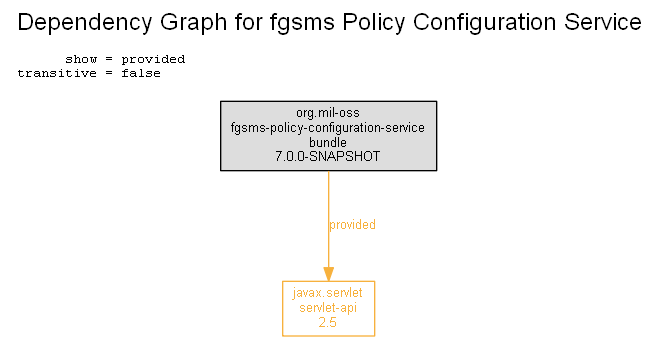 Dependency Graph for fgsms Policy Configuration Service
show = provided
transitive = false
org.mil-oss
fgsms-policy-configuration-service
bundle
7.0.0-SNAPSHOT
provided
javax.servlet
servlet-api
2.5